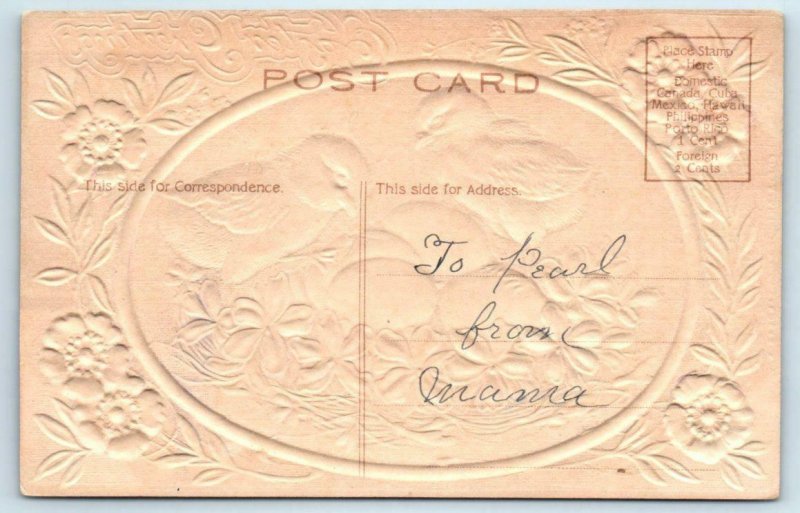 POST CARD
Place Stamp
Here
Domestic
Canada, Cuba
Mexico, Hawaii
Philippines
Porto Rico
1 Cent
Foreign
2 Cents
This side for Correspondence.
This side for Address.
To Pearl
from
Mama